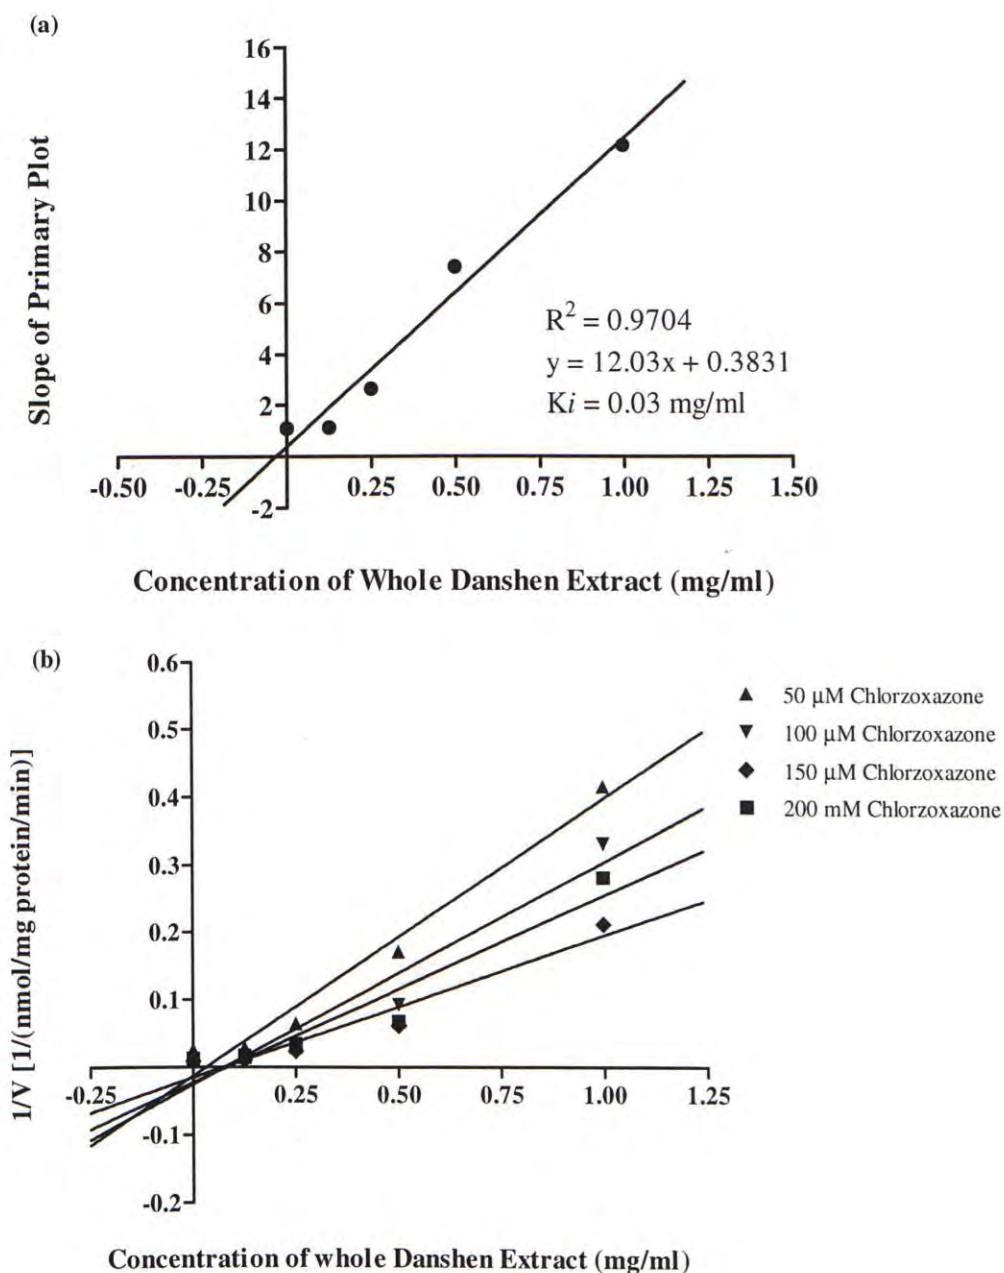 (a)
16
14
12
10
8
6
4
2
-2
-0.50 -0.25 0.25 0.50 0.75 1.00 1.25 1.50
Slope of Primary Plot
R² = 0.9704
y = 12.03x + 0.3831
Ki = 0.03 mg/ml
Concentration of Whole Danshen Extract (mg/ml)
(b)
0.6
0.5
0.4
0.3
0.2
0.1
-0.1
-0.2
-0.25 0.25 0.50 0.75 1.00 1.25
1/V [1/(nmol/mg protein/min)]
50 μM Chlorzoxazone
100 μM Chlorzoxazone
150 μM Chlorzoxazone
200 mM Chlorzoxazone
Concentration of whole Danshen Extract (mg/ml)